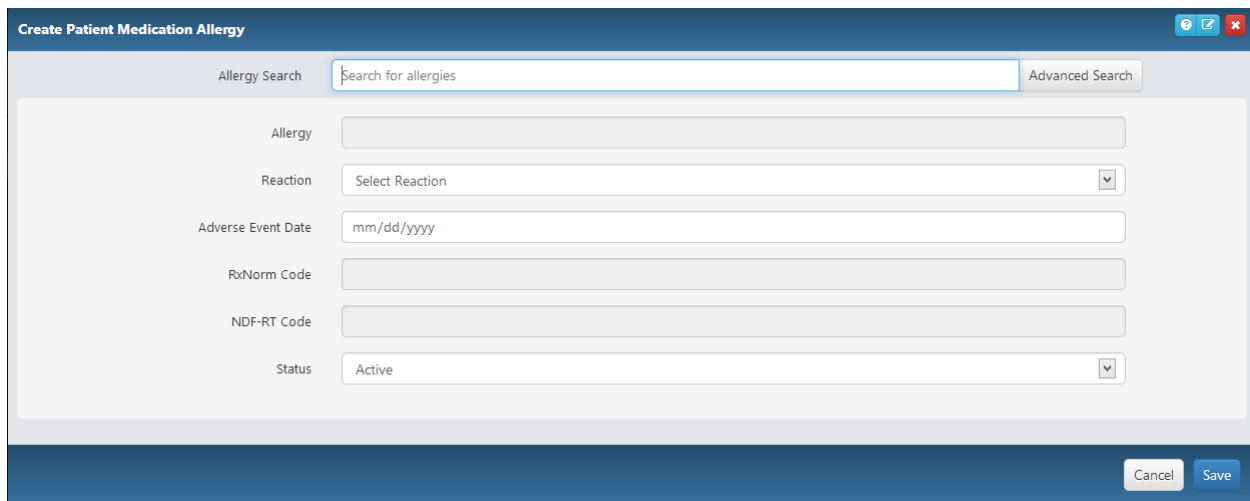 Create Patient Medication Allergy
Allergy Search Search for allergies Advanced Search
Allergy
Reaction Select Reaction
Adverse Event Date mm/dd/yyyy
RxNorm Code
NDF-RT Code
Status Active
Cancel Save